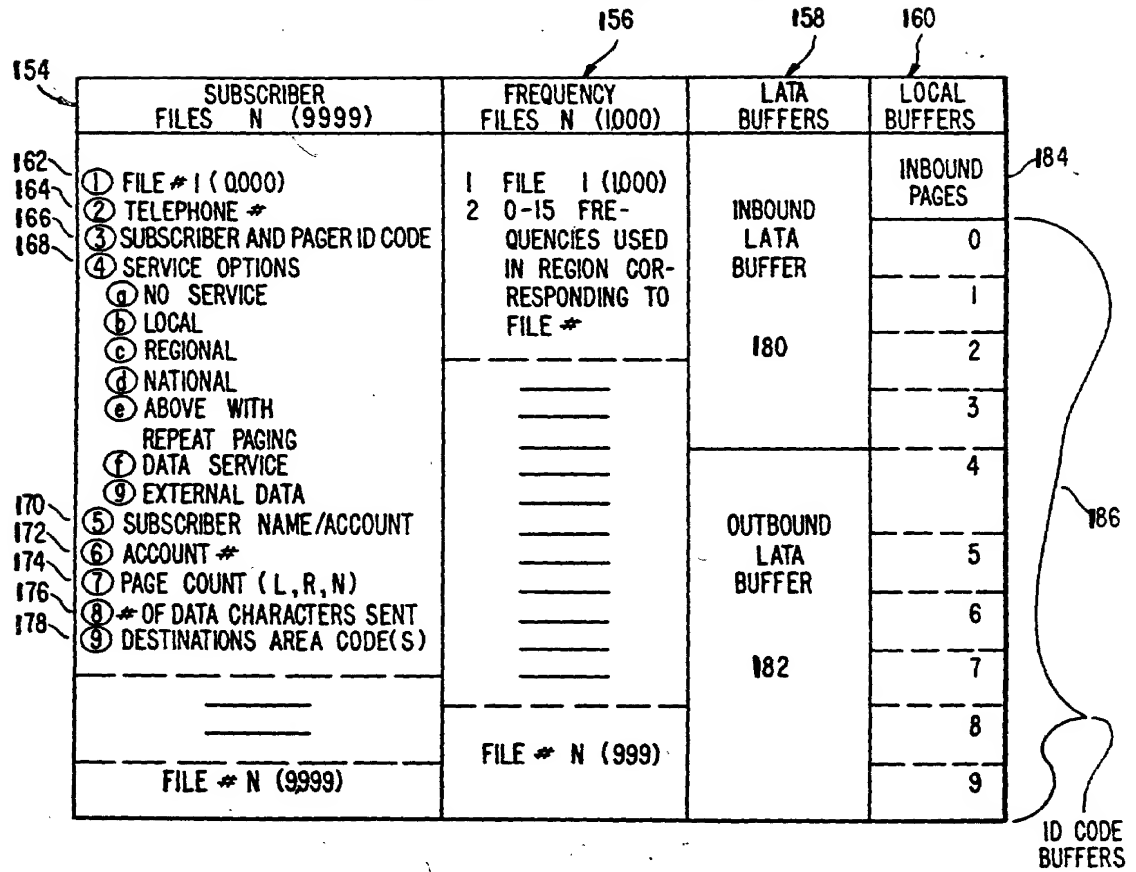 156
158
160
154
SUBSCRIBER
FILES N (9999)
FREQUENCY
FILES N (1000)
LATA
BUFFERS
LOCAL
BUFFERS
162
164
166
168
① FILE # 1 (0,000)
② TELEPHONE #
③ SUBSCRIBER AND PAGER ID CODE
④ SERVICE OPTIONS
ⓐ NO SERVICE
ⓑ LOCAL
ⓒ REGIONAL
ⓓ NATIONAL
ⓔ ABOVE WITH
REPEAT PAGING
ⓕ DATA SERVICE
ⓖ EXTERNAL DATA
170
172
174
176
178
⑤ SUBSCRIBER NAME/ACCOUNT
⑥ ACCOUNT #
⑦ PAGE COUNT (L,R,N)
⑧ # OF DATA CHARACTERS SENT
⑨ DESTINATIONS AREA CODE(S)
FILE # N (9,999)
1 FILE 1 (1,000)
2 0-15 FRE-
QUENCIES USED
IN REGION COR-
RESPONDING TO
FILE #
FILE # N (999)
INBOUND
LATA
BUFFER
180
OUTBOUND
LATA
BUFFER
182
INBOUND
PAGES
184
0
1
2
3
4
5
6
7
8
9
186
ID CODE
BUFFERS